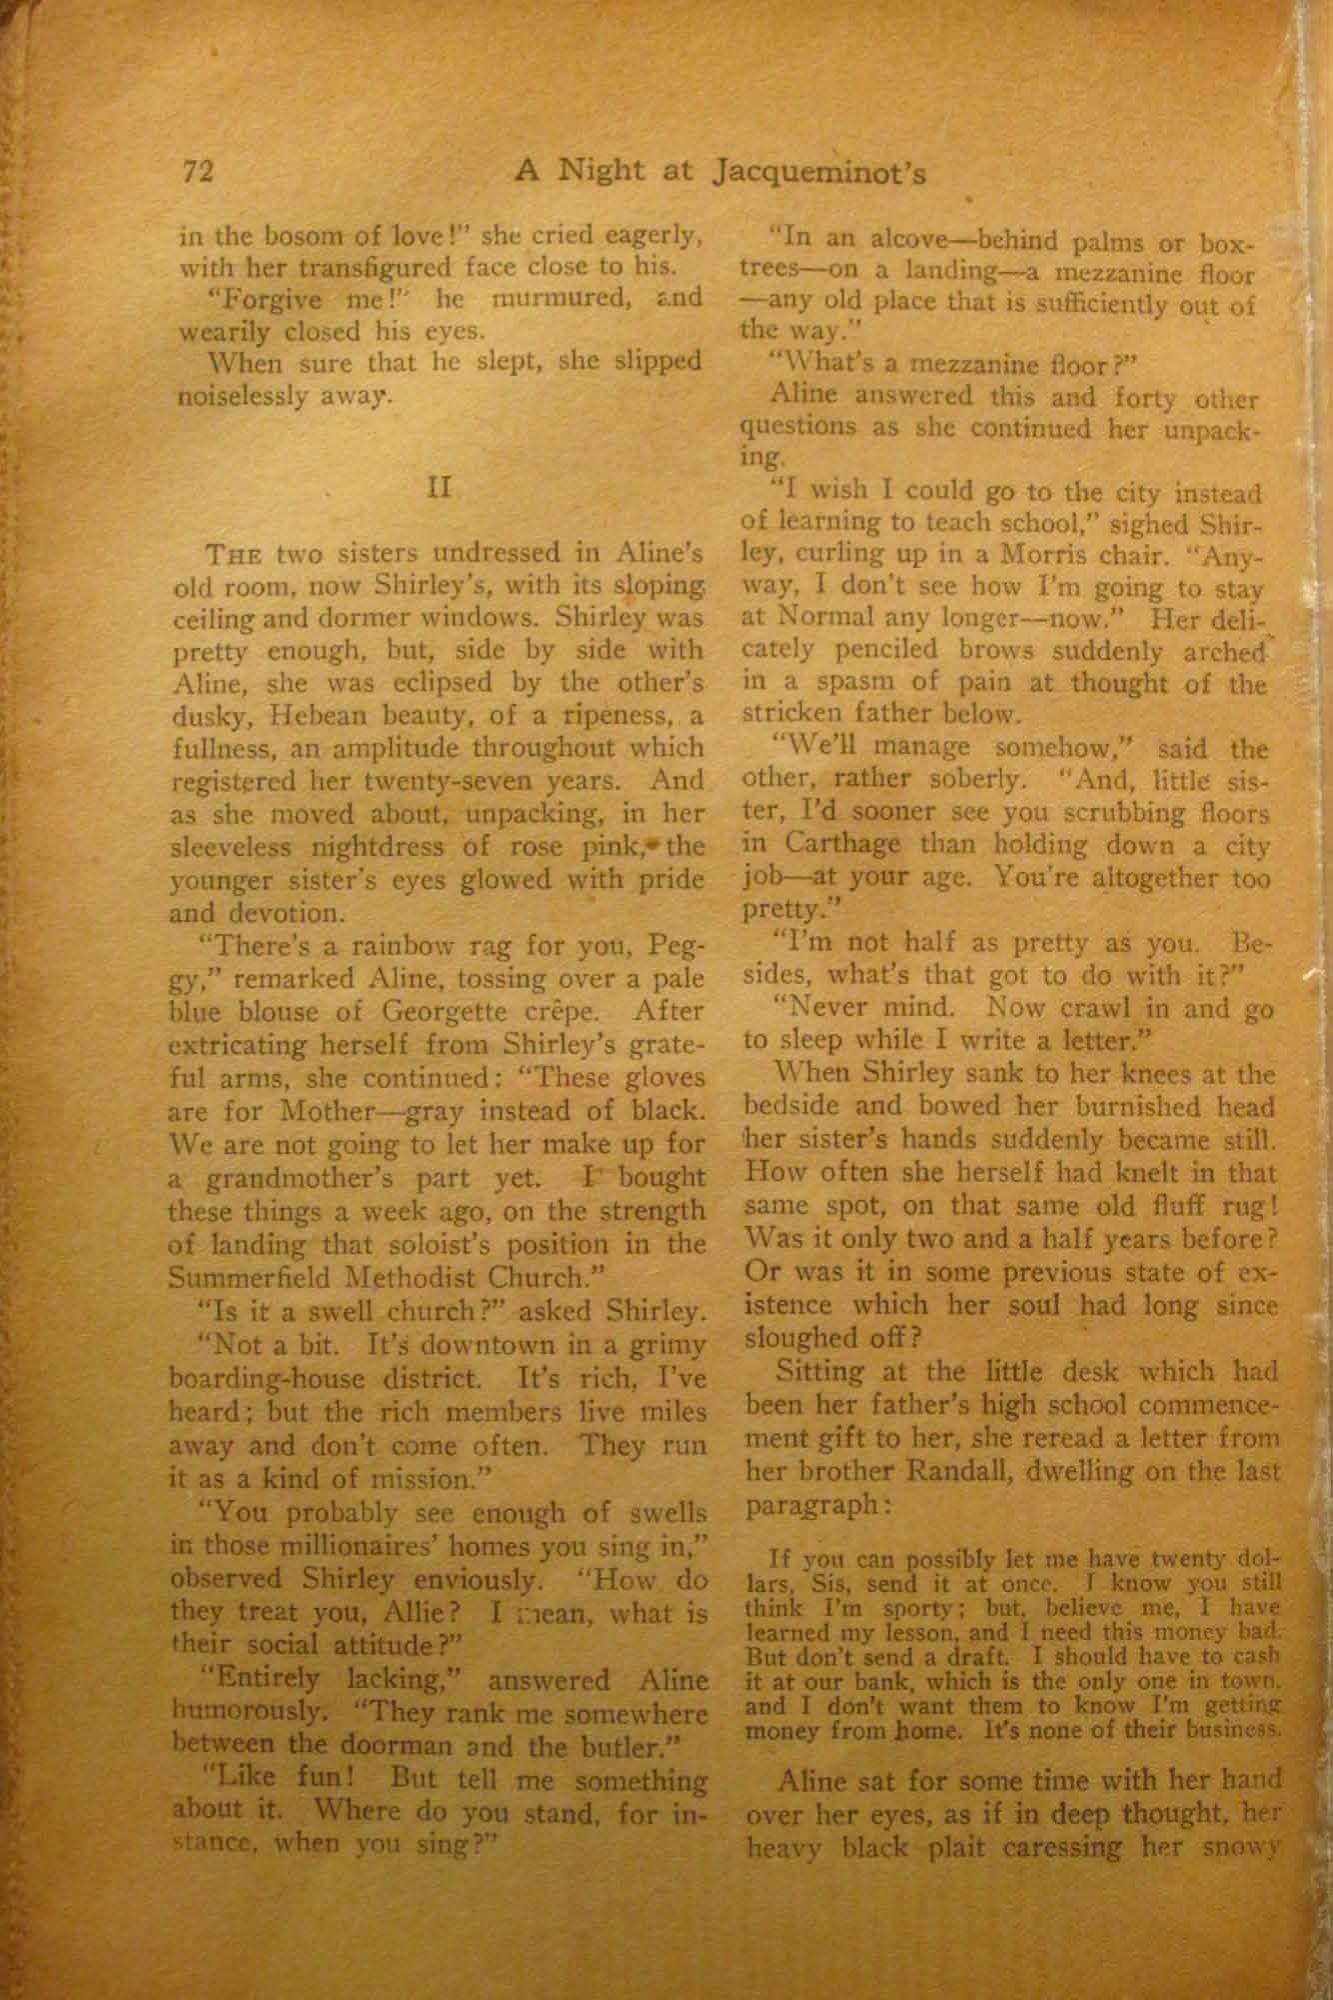 72
A Night at Jacqueminot's
in the bosom of love!" she cried eagerly,
with her transfigured face close to his.
"Forgive me!" he murmured, and
wearily closed his eyes.
When sure that he slept, she slipped
noiselessly away.
II
THE two sisters undressed in Aline's
old room, now Shirley's, with its sloping
ceiling and dormer windows. Shirley was
pretty enough, but, side by side with
Aline, she was eclipsed by the other's
dusky, Hebean beauty, of a ripeness, a
fullness, an amplitude throughout which
registered her twenty-seven years. And
as she moved about, unpacking, in her
sleeveless nightdress of rose pink, the
younger sister's eyes glowed with pride
and devotion.
"There's a rainbow rag for you, Peg-
gy," remarked Aline, tossing over a pale
blue blouse of Georgette crêpe. After
extricating herself from Shirley's grate-
ful arms, she continued: "These gloves
are for Mother—gray instead of black.
We are not going to let her make up for
a grandmother's part yet. I bought
these things a week ago, on the strength
of landing that soloist's position in the
Summerfield Methodist Church."
"Is it a swell church?" asked Shirley.
"Not a bit. It's downtown in a grimy
boarding-house district. It's rich, I've
heard; but the rich members live miles
away and don't come often. They run
it as a kind of mission."
"You probably see enough of swells
in those millionaires' homes you sing in,"
observed Shirley enviously. "How do
they treat you, Allie? I mean, what is
their social attitude?"
"Entirely lacking," answered Aline
humorously. "They rank me somewhere
between the doorman and the butler."
"Like fun! But tell me something
about it. Where do you stand, for in-
stance, when you sing?"
"In an alcove—behind palms or box-
trees—on a landing—a mezzanine floor
—any old place that is sufficiently out of
the way."
"What's a mezzanine floor?"
Aline answered this and forty other
questions as she continued her unpack-
ing.
"I wish I could go to the city instead
of learning to teach school," sighed Shir-
ley, curling up in a Morris chair. "Any-
way, I don't see how I'm going to stay
at Normal any longer—now." Her deli-
cately penciled brows suddenly arched
in a spasm of pain at thought of the
stricken father below.
"We'll manage somehow," said the
other, rather soberly. "And, little sis-
ter, I'd sooner see you scrubbing floors
in Carthage than holding down a city
job—at your age. You're altogether too
pretty."
"I'm not half as pretty as you. Be-
sides, what's that got to do with it?"
"Never mind. Now crawl in and go
to sleep while I write a letter."
When Shirley sank to her knees at the
bedside and bowed her burnished head
her sister's hands suddenly became still.
How often she herself had knelt in that
same spot, on that same old fluff rug!
Was it only two and a half years before?
Or was it in some previous state of ex-
istence which her soul had long since
sloughed off?
Sitting at the little desk which had
been her father's high school commence-
ment gift to her, she reread a letter from
her brother Randall, dwelling on the last
paragraph:
If you can possibly let me have twenty dol-
lars, Sis, send it at once. I know you still
think I'm sporty; but, believe me, I have
learned my lesson, and I need this money bad.
But don't send a draft. I should have to cash
it at our bank, which is the only one in town,
and I don't want them to know I'm getting
money from home. It's none of their business.
Aline sat for some time with her hand
over her eyes, as if in deep thought, her
heavy black plait caressing her snowy